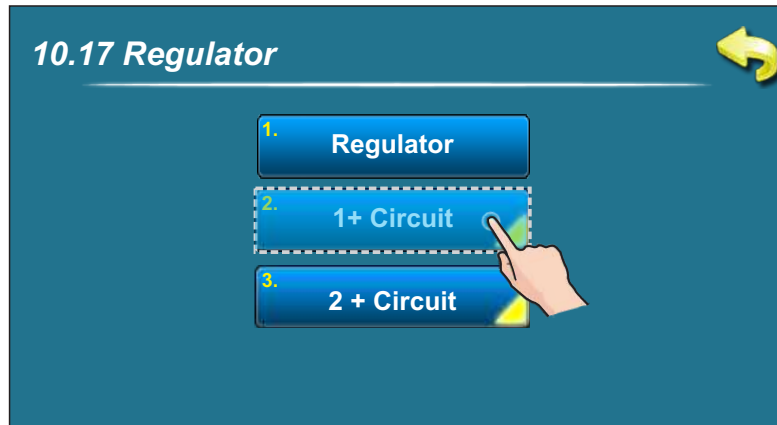 10.17 Regulator
1. Regulator
2. 1+ Circuit
3. 2 + Circuit